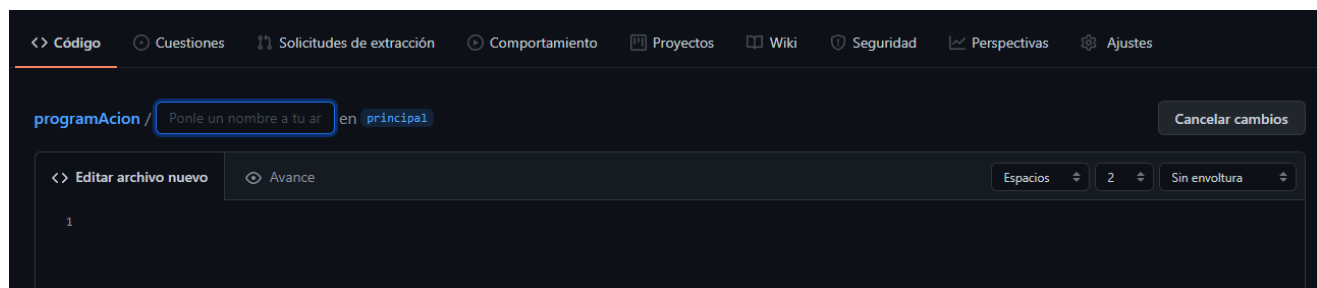 <> Código Cuestiones Solicitudes de extracción Comportamiento Proyectos Wiki Seguridad Perspectivas Ajustes
programAcion / Ponle un nombre a tu ar en principal Cancelar cambios
<> Editar archivo nuevo Avance Espacios 2 Sin envoltura
1